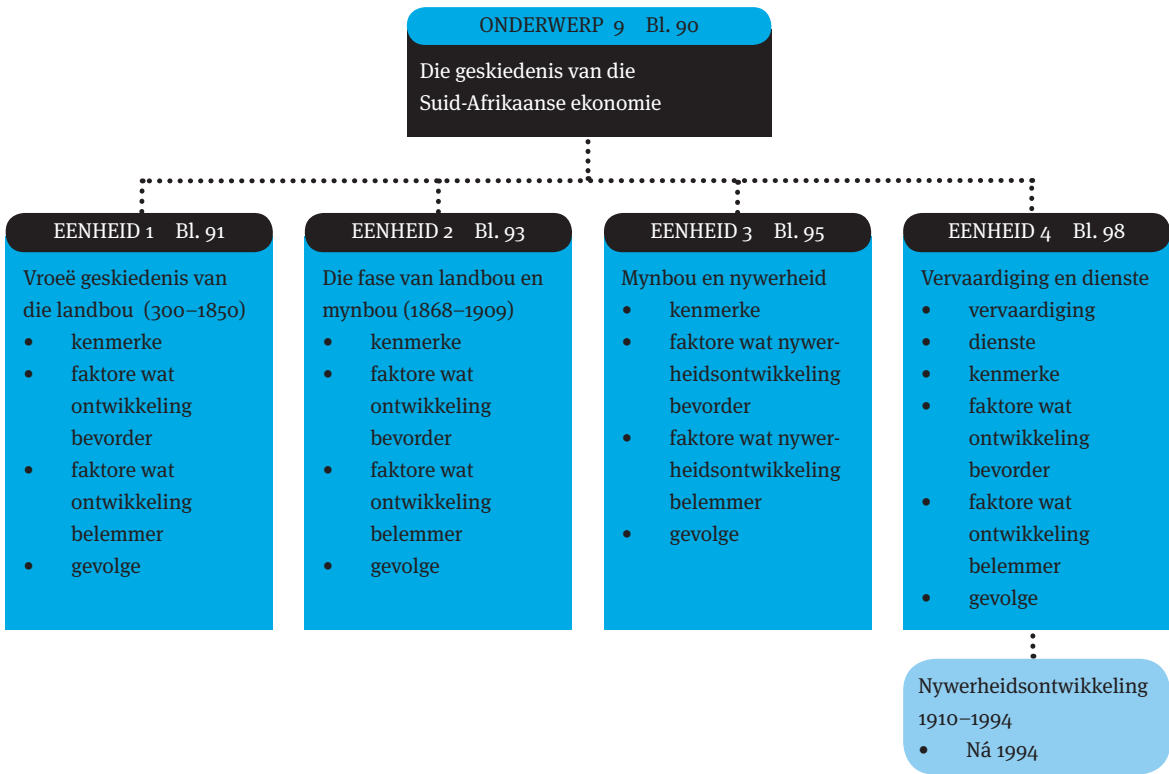 ONDERWERP 9 Bl. 90
Die geskiedenis van die
Suid-Afrikaanse ekonomie
EENHEID 1 Bl. 91
Vroeë geskiedenis van
die landbou (300–1850)
• kenmerke
• faktore wat
ontwikkeling
bevorder
• faktore wat
ontwikkeling
belemmer
• gevolge
EENHEID 2 Bl. 93
Die fase van landbou en
mynbou (1868–1909)
• kenmerke
• faktore wat
ontwikkeling
bevorder
• faktore wat
ontwikkeling
belemmer
• gevolge
EENHEID 3 Bl. 95
Mynbou en nywerheid
• kenmerke
• faktore wat nywer-
heidsontwikkeling
bevorder
• faktore wat nywer-
heidsontwikkeling
belemmer
• gevolge
EENHEID 4 Bl. 98
Vervaardiging en dienste
• vervaardiging
• dienste
• kenmerke
• faktore wat
ontwikkeling
bevorder
• faktore wat
ontwikkeling
belemmer
• gevolge
Nywerheidsontwikkeling
1910–1994
• Ná 1994